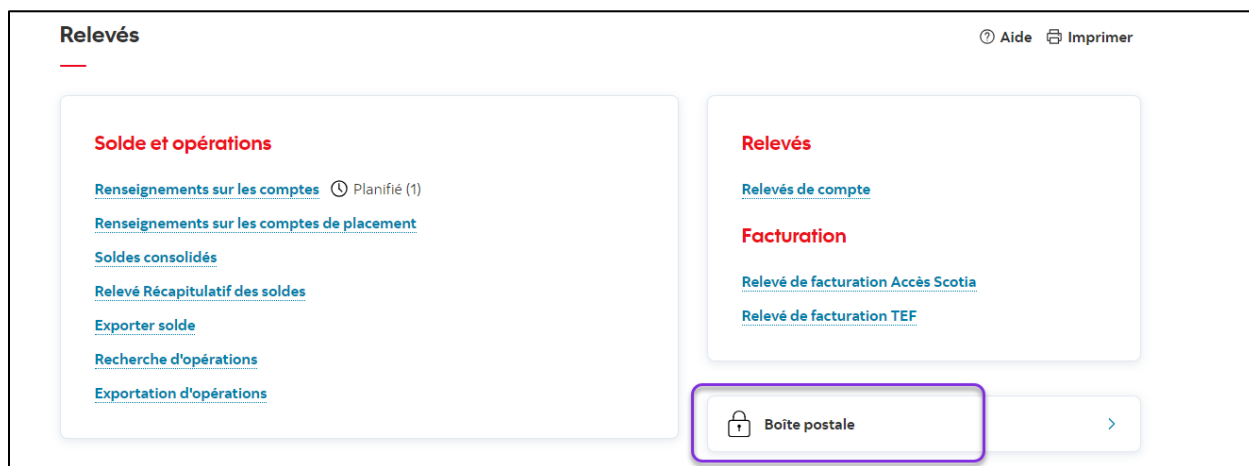 Relevés
Aide Imprimer
Solde et opérations
Renseignements sur les comptes Planifié (1)
Renseignements sur les comptes de placement
Soldes consolidés
Relevé Récapitulatif des soldes
Exporter solde
Recherche d'opérations
Exportation d'opérations
Relevés
Relevés de compte
Facturation
Relevé de facturation Accès Scotia
Relevé de facturation TEF
Boîte postale